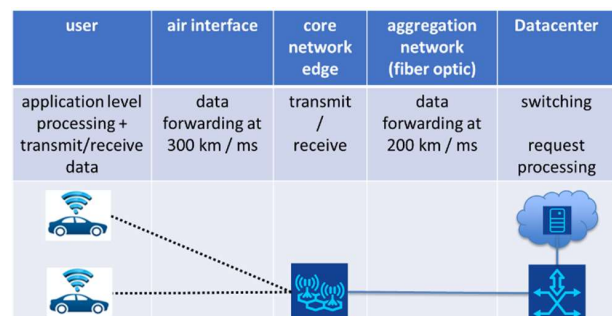 user
air interface
core
network
edge
aggregation
network
(fiber optic)
Datacenter
application level
processing +
transmit/receive
data
data
forwarding at
300 km / ms
transmit
/
receive
data
forwarding at
200 km / ms
switching
request
processing